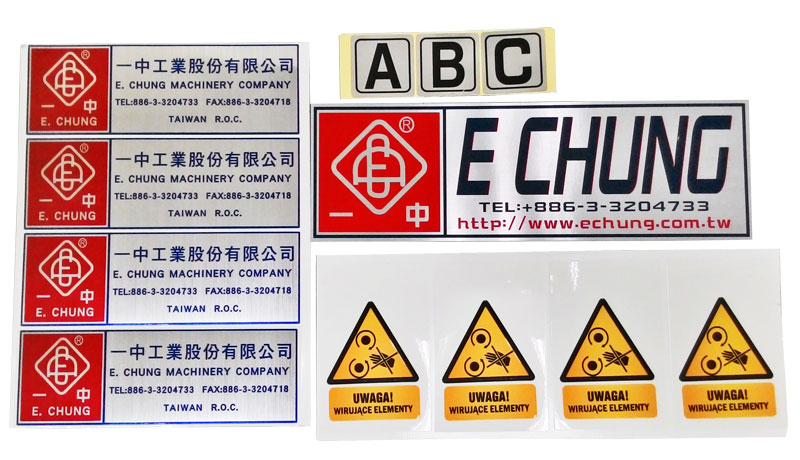 一中工業股份有限公司
E. CHUNG MACHINERY COMPANY
TEL:886-3-3204733 FAX:886-3-3204718
TAIWAN R.O.C.
®
一 中
E. CHUNG
一中工業股份有限公司
E. CHUNG MACHINERY COMPANY
TEL:886-3-3204733 FAX:886-3-3204718
TAIWAN R.O.C.
®
一 中
E. CHUNG
一中工業股份有限公司
E. CHUNG MACHINERY COMPANY
TEL:886-3-3204733 FAX:886-3-3204718
TAIWAN R.O.C.
®
一 中
E. CHUNG
一中工業股份有限公司
E. CHUNG MACHINERY COMPANY
TEL:886-3-3204733 FAX:886-3-3204718
TAIWAN R.O.C.
®
一 中
E. CHUNG
A B C
®
一 中
E CHUNG
TEL:+886-3-3204733
http://www.echung.com.tw
UWAGA!
WIRUJĄCE ELEMENTY
UWAGA!
WIRUJĄCE ELEMENTY
UWAGA!
WIRUJĄCE ELEMENTY
UWAGA!
WIRUJĄCE ELEMENTY